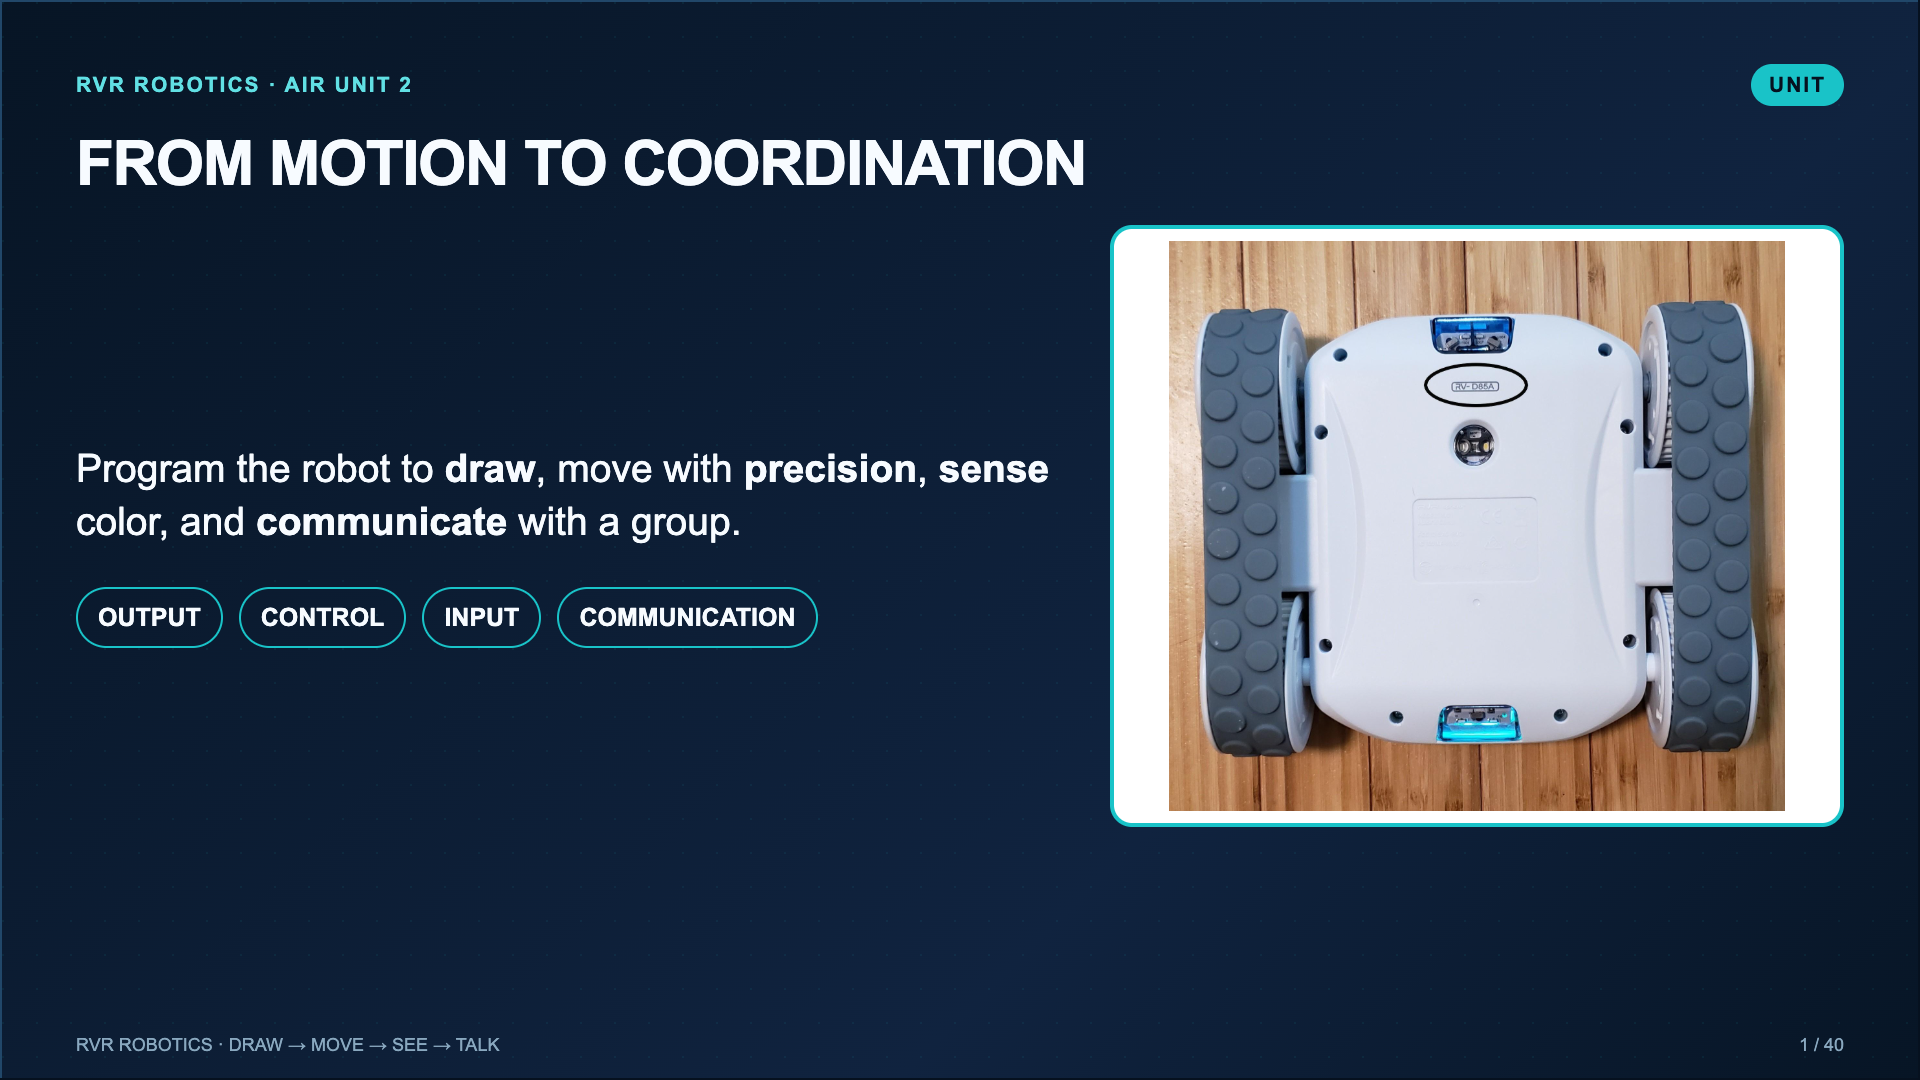 RVR ROBOTICS · AIR UNIT 2
UNIT
FROM MOTION TO COORDINATION
RV-D85A
Program the robot to draw, move with precision, sense
color, and communicate with a group.
OUTPUT
CONTROL
INPUT
COMMUNICATION
RVR ROBOTICS · DRAW → MOVE → SEE → TALK
1 / 40